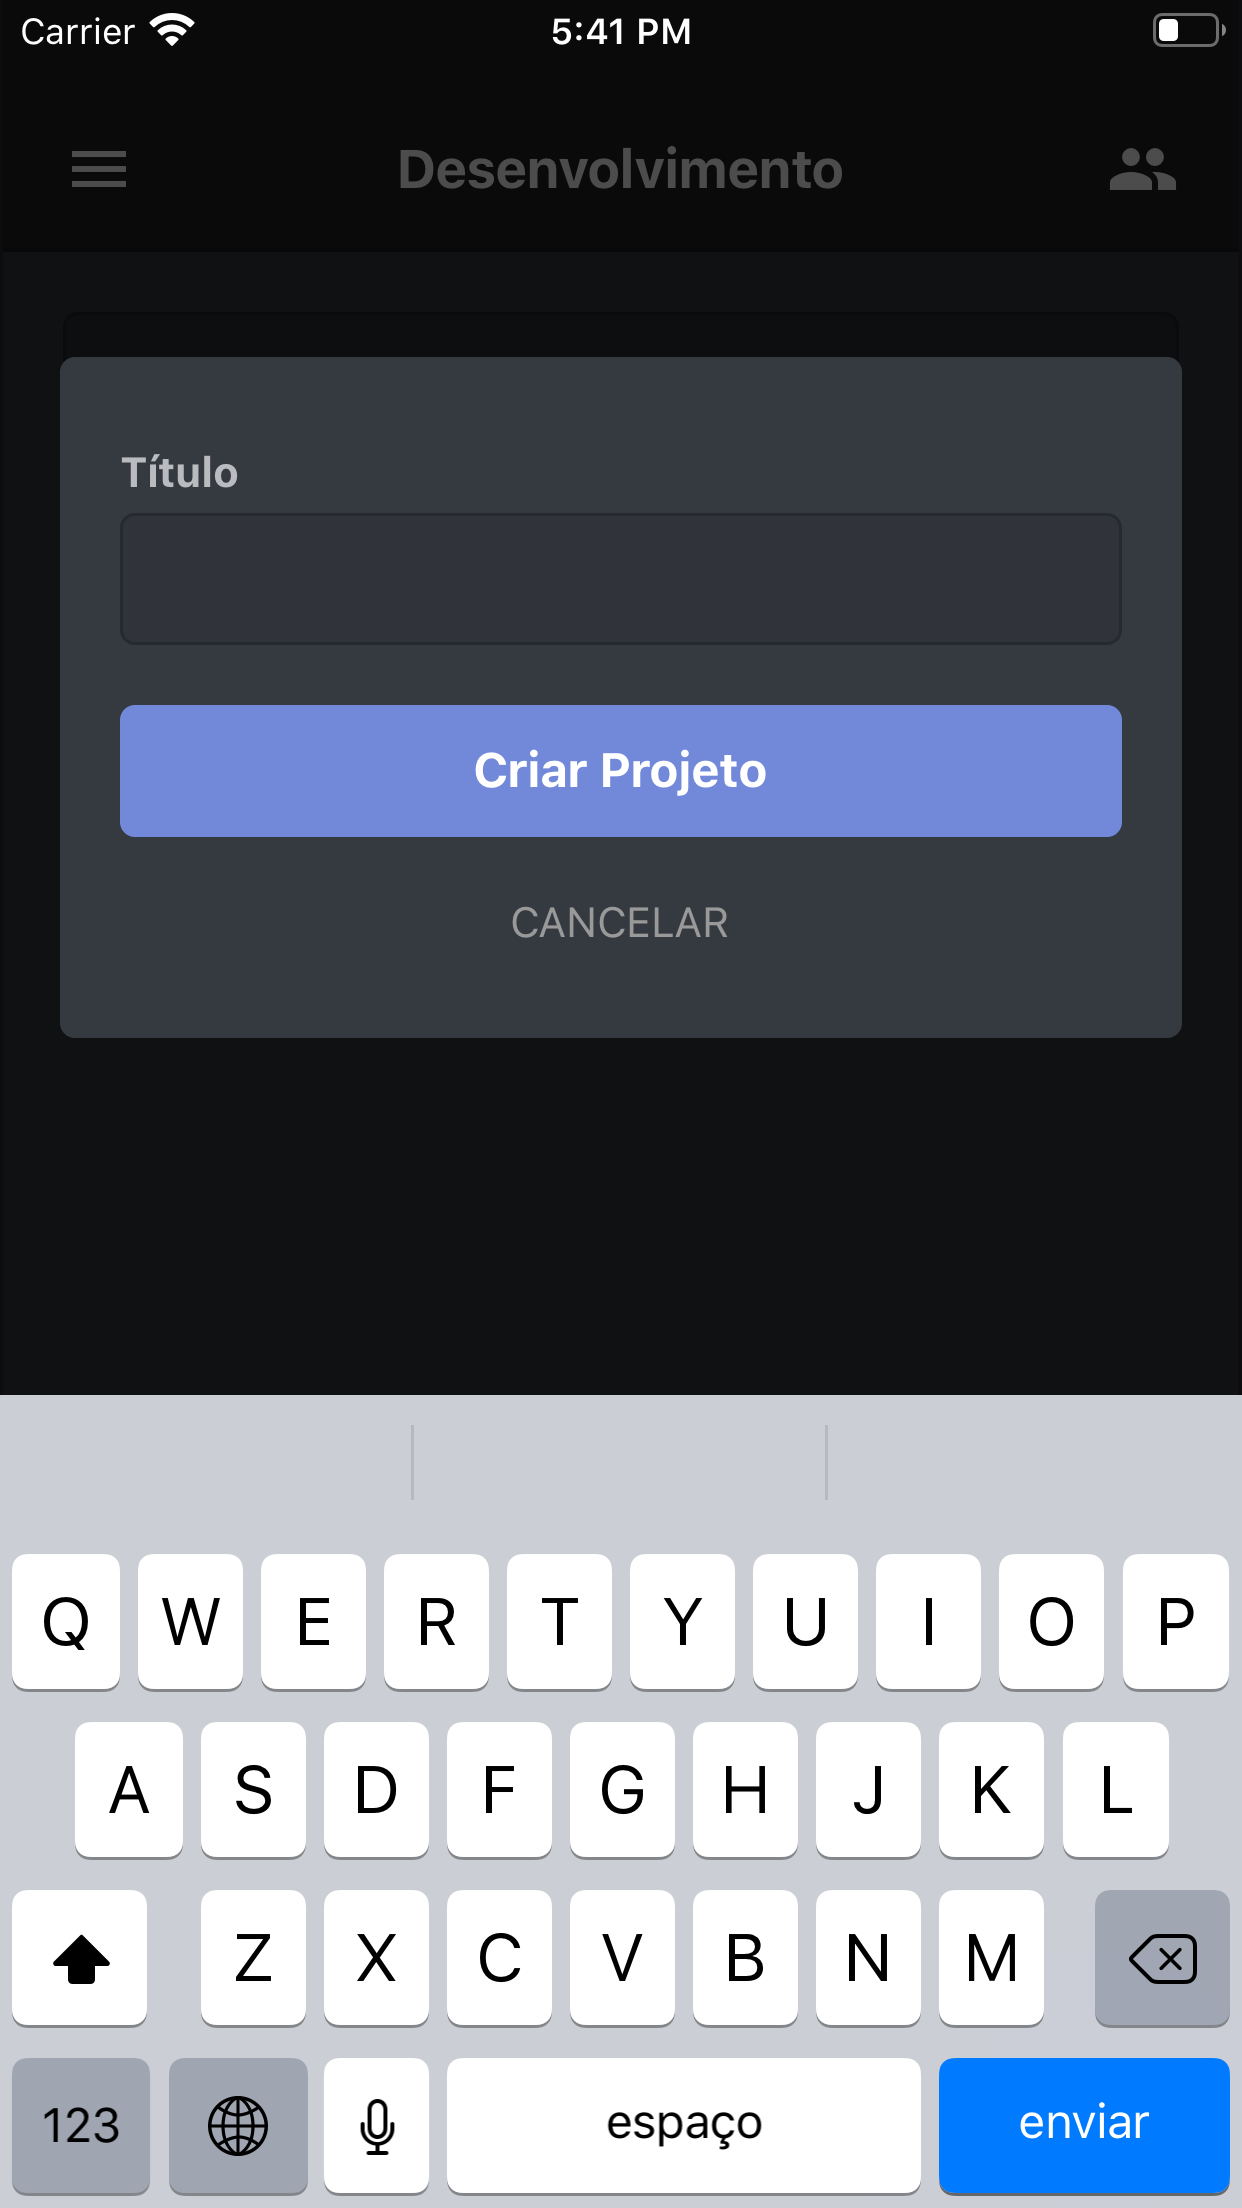 Carrier 5:41 PM
Desenvolvimento
Título
Criar Projeto
CANCELAR
Q W E R T Y U I O P
A S D F G H J K L
Z X C V B N M
123 espaço enviar